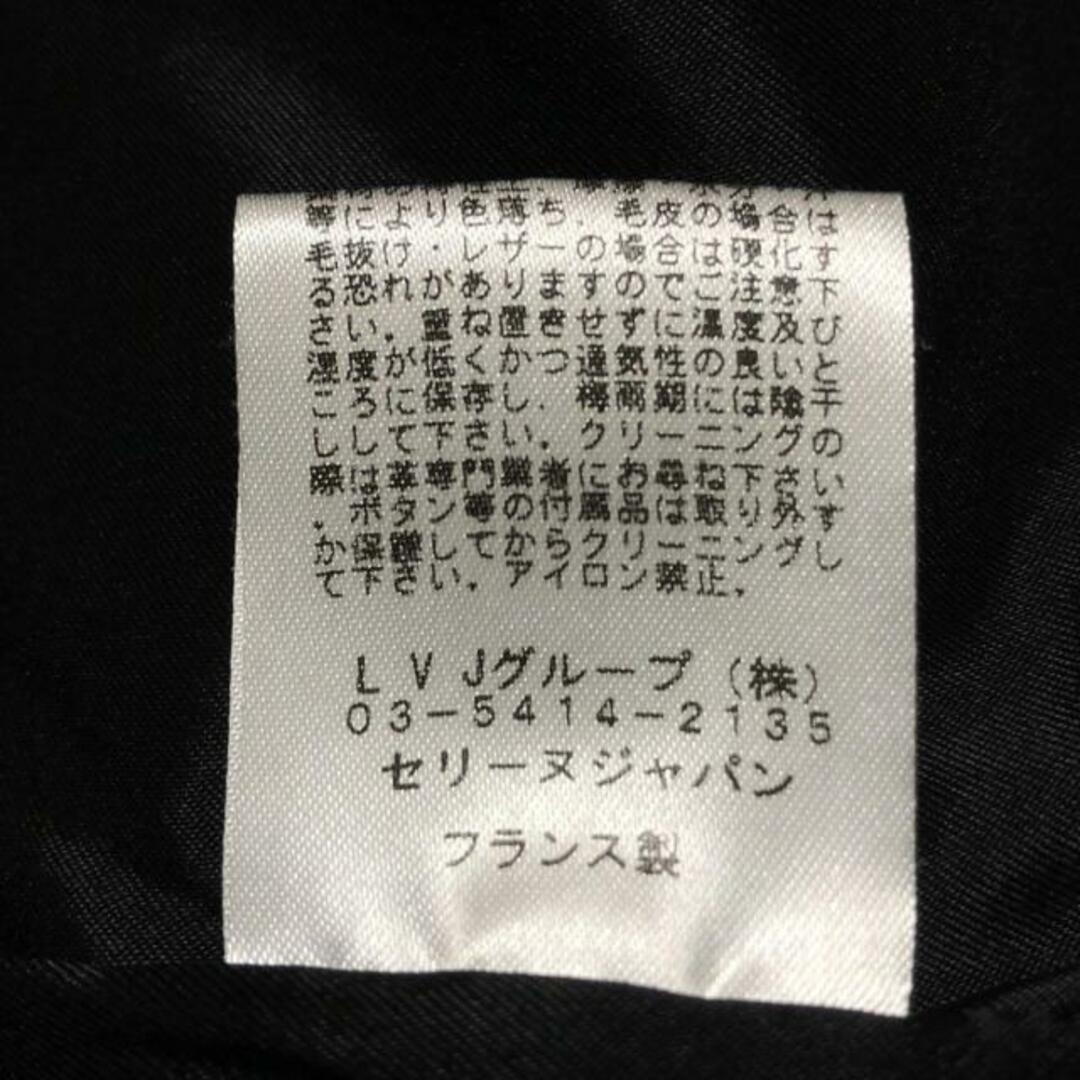 等によりの色薄ち、毛皮の場合は
毛抜け・レザーの場合は硬化す
る恐れがありますのでご注意下
さい。重ね置きせずに温度及び
湿度が低くかつ通気性の良いと
ころに保存し、梅雨期には陰干
しして下さい。クリーニングの
際は革専門業者にお尋ね下さい
。ボタン等の付属品は取り外す
か保護してからクリーニングし
て下さい。アイロン禁止。
LVJグループ(株)
03-5414-2135
セリーヌジャパン
フランス製